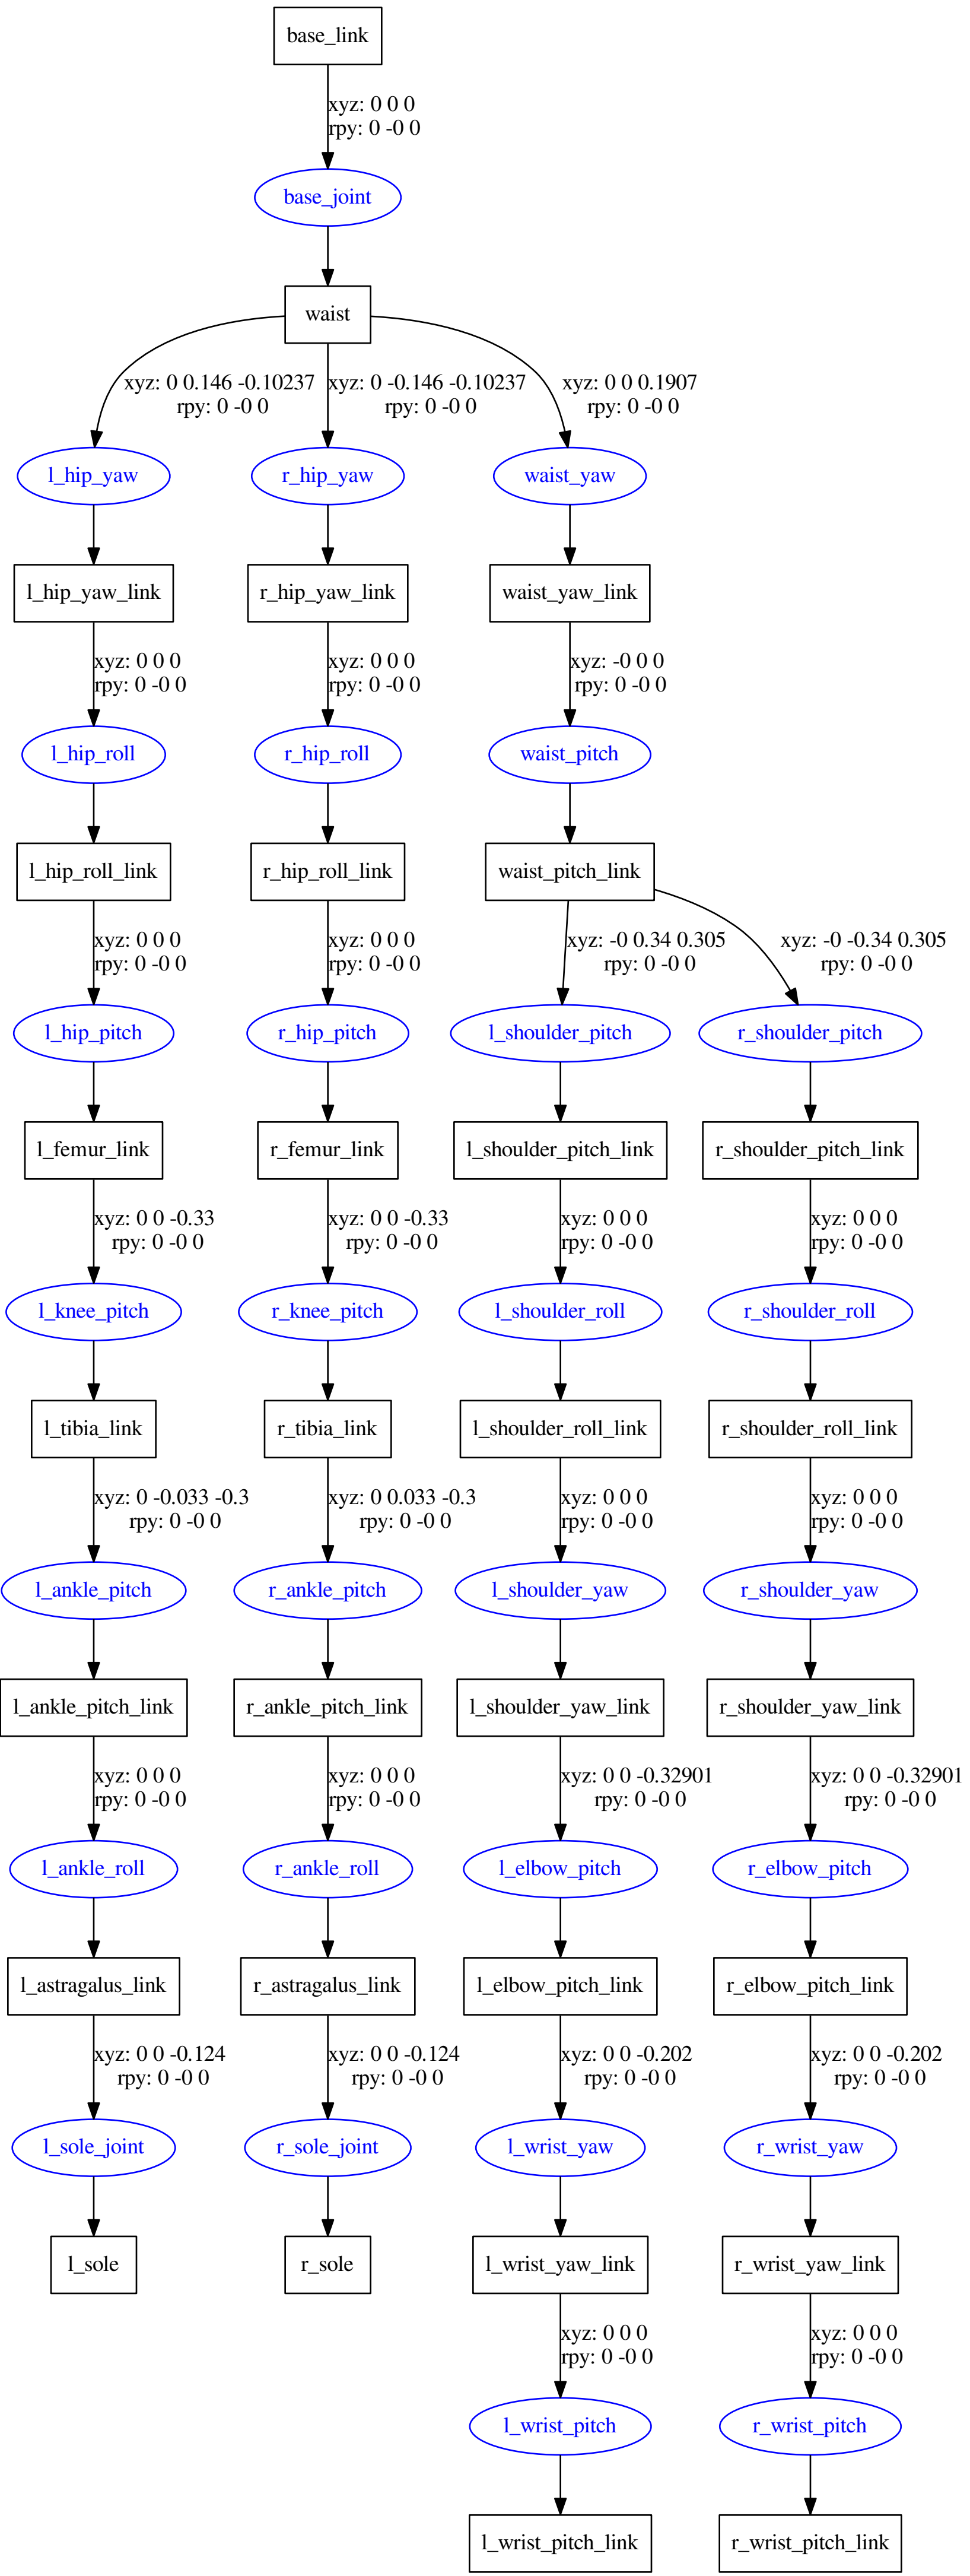 base_link
xyz: 0 0 0
rpy: 0 -0 0
base_joint
waist
xyz: 0 0.146 -0.10237
rpy: 0 -0 0
xyz: 0 -0.146 -0.10237
rpy: 0 -0 0
xyz: 0 0 0.1907
rpy: 0 -0 0
l_hip_yaw
r_hip_yaw
waist_yaw
l_hip_yaw_link
r_hip_yaw_link
waist_yaw_link
xyz: 0 0 0
rpy: 0 -0 0
xyz: 0 0 0
rpy: 0 -0 0
xyz: -0 0 0
rpy: 0 -0 0
l_hip_roll
r_hip_roll
waist_pitch
l_hip_roll_link
r_hip_roll_link
waist_pitch_link
xyz: 0 0 0
rpy: 0 -0 0
xyz: 0 0 0
rpy: 0 -0 0
xyz: -0 0.34 0.305
rpy: 0 -0 0
xyz: -0 -0.34 0.305
rpy: 0 -0 0
l_hip_pitch
r_hip_pitch
l_shoulder_pitch
r_shoulder_pitch
l_femur_link
r_femur_link
l_shoulder_pitch_link
r_shoulder_pitch_link
xyz: 0 0 -0.33
rpy: 0 -0 0
xyz: 0 0 -0.33
rpy: 0 -0 0
xyz: 0 0 0
rpy: 0 -0 0
xyz: 0 0 0
rpy: 0 -0 0
l_knee_pitch
r_knee_pitch
l_shoulder_roll
r_shoulder_roll
l_tibia_link
r_tibia_link
l_shoulder_roll_link
r_shoulder_roll_link
xyz: 0 -0.033 -0.3
rpy: 0 -0 0
xyz: 0 0.033 -0.3
rpy: 0 -0 0
xyz: 0 0 0
rpy: 0 -0 0
xyz: 0 0 0
rpy: 0 -0 0
l_ankle_pitch
r_ankle_pitch
l_shoulder_yaw
r_shoulder_yaw
l_ankle_pitch_link
r_ankle_pitch_link
l_shoulder_yaw_link
r_shoulder_yaw_link
xyz: 0 0 0
rpy: 0 -0 0
xyz: 0 0 0
rpy: 0 -0 0
xyz: 0 0 -0.32901
rpy: 0 -0 0
xyz: 0 0 -0.32901
rpy: 0 -0 0
l_ankle_roll
r_ankle_roll
l_elbow_pitch
r_elbow_pitch
l_astragalus_link
r_astragalus_link
l_elbow_pitch_link
r_elbow_pitch_link
xyz: 0 0 -0.124
rpy: 0 -0 0
xyz: 0 0 -0.124
rpy: 0 -0 0
xyz: 0 0 -0.202
rpy: 0 -0 0
xyz: 0 0 -0.202
rpy: 0 -0 0
l_sole_joint
r_sole_joint
l_wrist_yaw
r_wrist_yaw
l_sole
r_sole
l_wrist_yaw_link
r_wrist_yaw_link
xyz: 0 0 0
rpy: 0 -0 0
xyz: 0 0 0
rpy: 0 -0 0
l_wrist_pitch
r_wrist_pitch
l_wrist_pitch_link
r_wrist_pitch_link